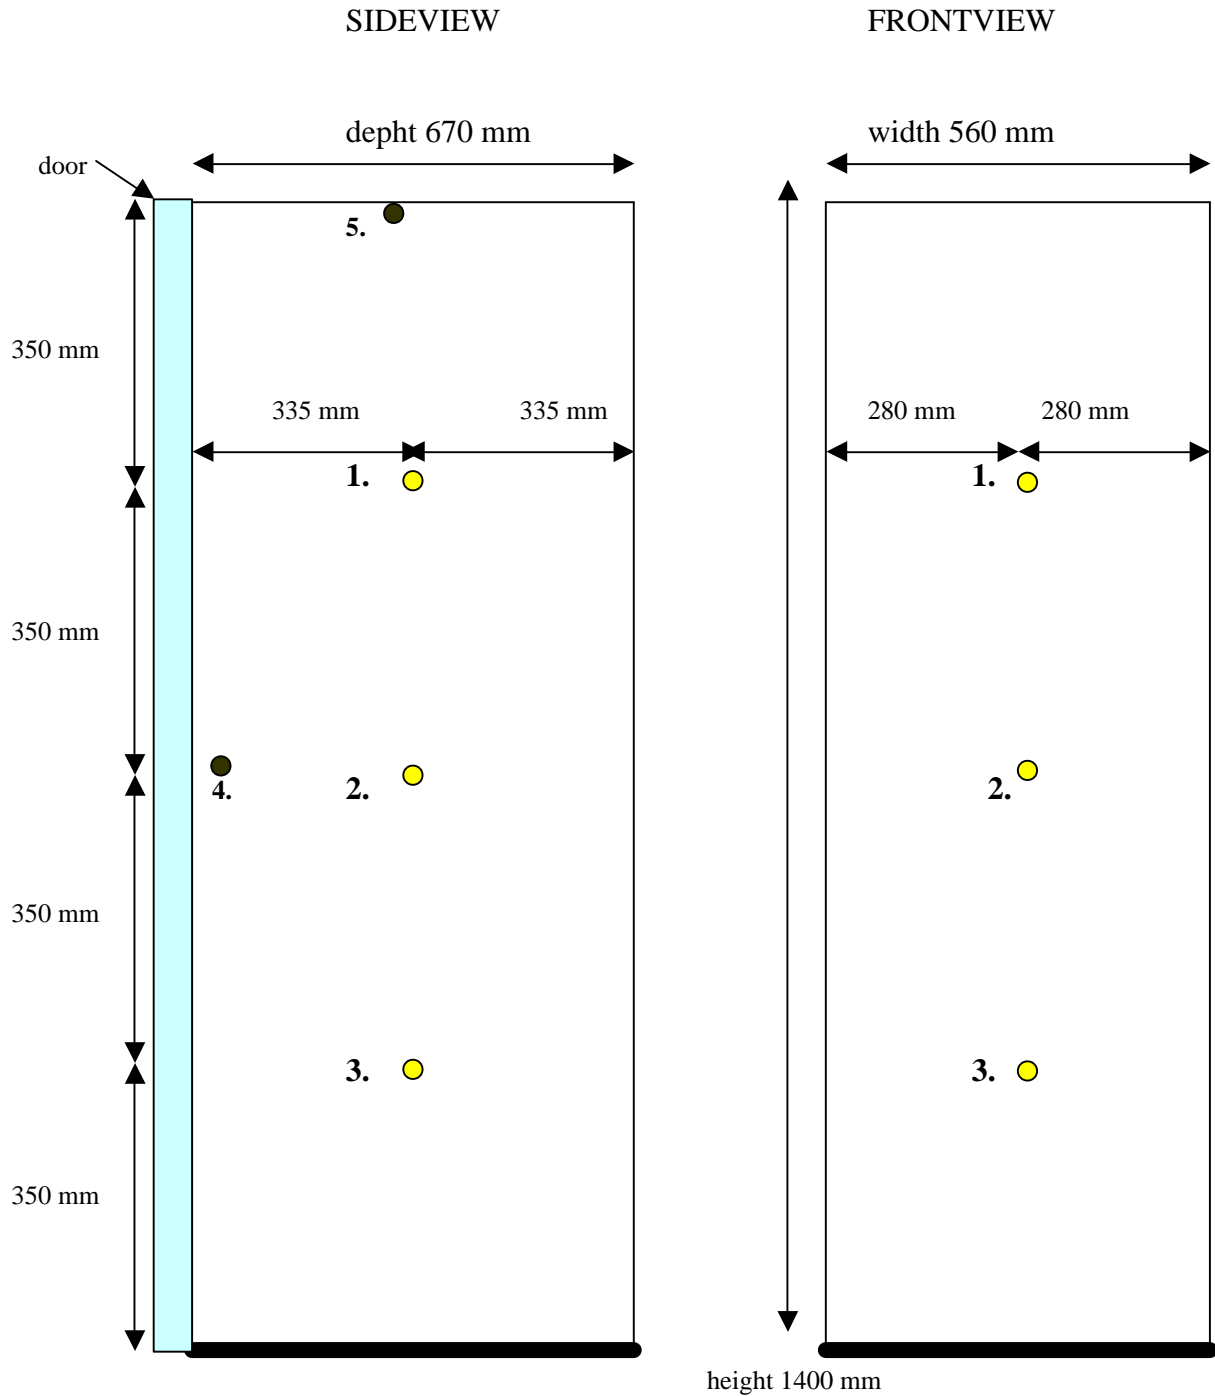 SIDEVIEW
FRONTVIEW
depht 670 mm
width 560 mm
door
5.
350 mm
335 mm
335 mm
280 mm
280 mm
1.
1.
350 mm
4.
2.
2.
350 mm
3.
3.
350 mm
height 1400 mm